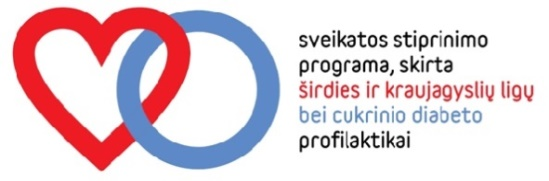 sveikatos stiprinimo
programa, skirta
širdies ir kraujagyslių ligų
bei cukrinio diabeto
profilaktikai